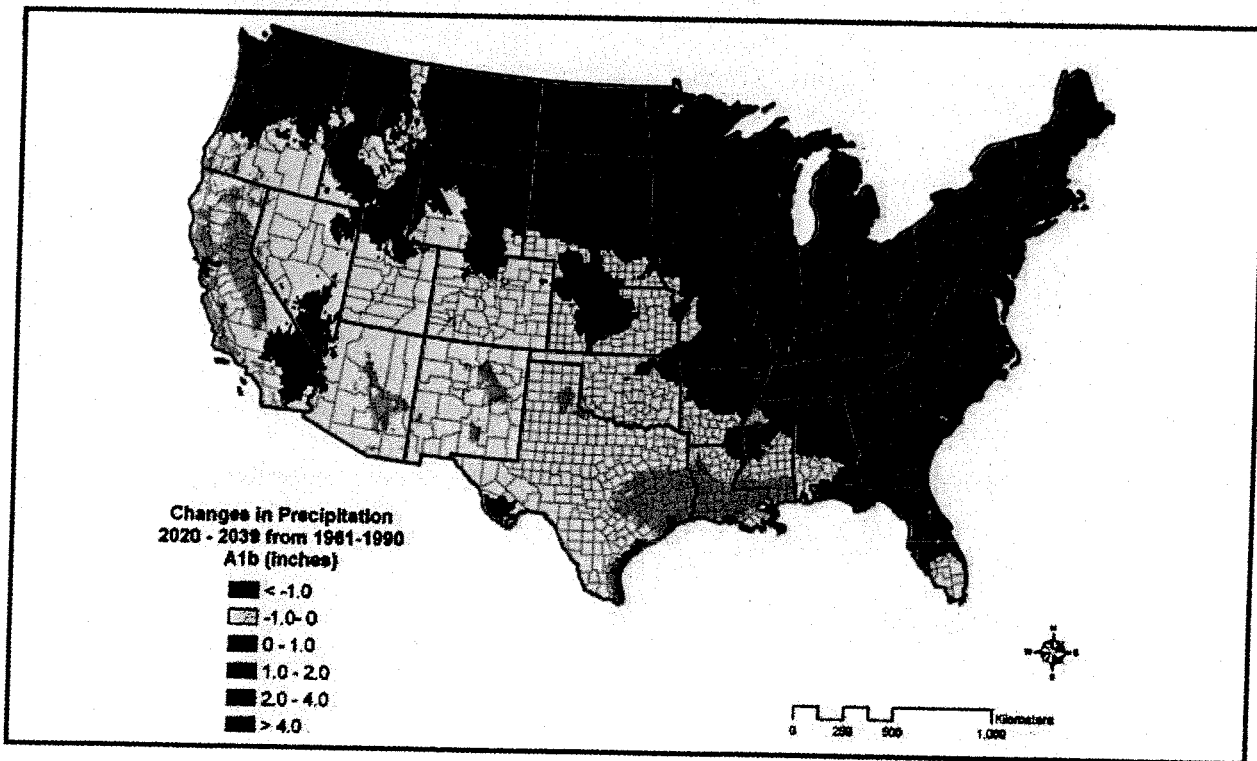 Changes in Precipitation
2020 - 2039 from 1961-1990
A1b (inches)
< -1.0
-1.0- 0
0 - 1.0
1.0 - 2.0
2.0 - 4.0
> 4.0
N
W E
S
Kilometers
0 250 500 1,000